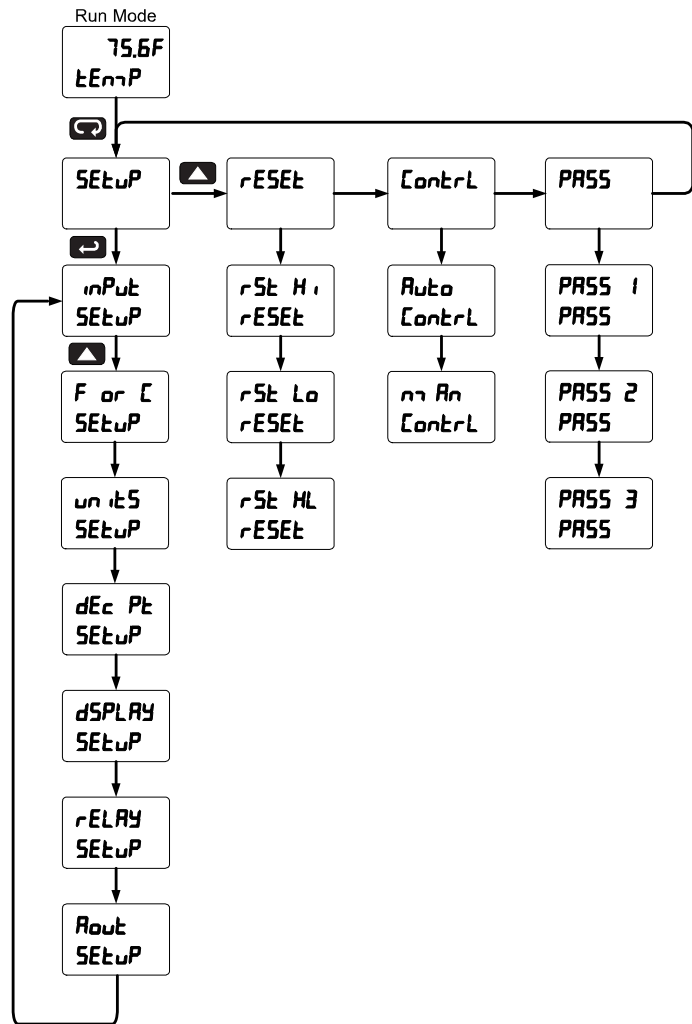 Run Mode
75.6F
tEmP
SEtuP
rESEt
ContrL
PASS
inPut
SEtuP
rSt Hi
rESEt
Auto
ContrL
PASS 1
PASS
F or C
SEtuP
rSt Lo
rESEt
mAn
ContrL
PASS 2
PASS
unitS
SEtuP
rSt HL
rESEt
PASS 3
PASS
dEc Pt
SEtuP
dSPLAY
SEtuP
rELAY
SEtuP
Aout
SEtuP